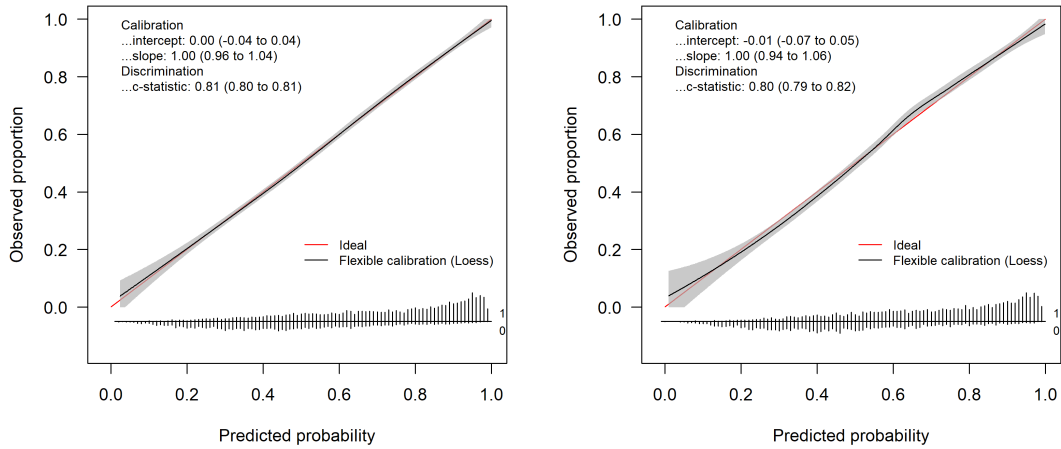 Calibration
...intercept: 0.00 (-0.04 to 0.04)
...slope: 1.00 (0.96 to 1.04)
Discrimination
...c-statistic: 0.81 (0.80 to 0.81)
1.0
0.8
0.6
0.4
0.2
0.0
Observed proportion
Ideal
Flexible calibration (Loess)
1
0
0.0 0.2 0.4 0.6 0.8 1.0
Predicted probability
Calibration
...intercept: -0.01 (-0.07 to 0.05)
...slope: 1.00 (0.94 to 1.06)
Discrimination
...c-statistic: 0.80 (0.79 to 0.82)
1.0
0.8
0.6
0.4
0.2
0.0
Observed proportion
Ideal
Flexible calibration (Loess)
1
0
0.0 0.2 0.4 0.6 0.8 1.0
Predicted probability